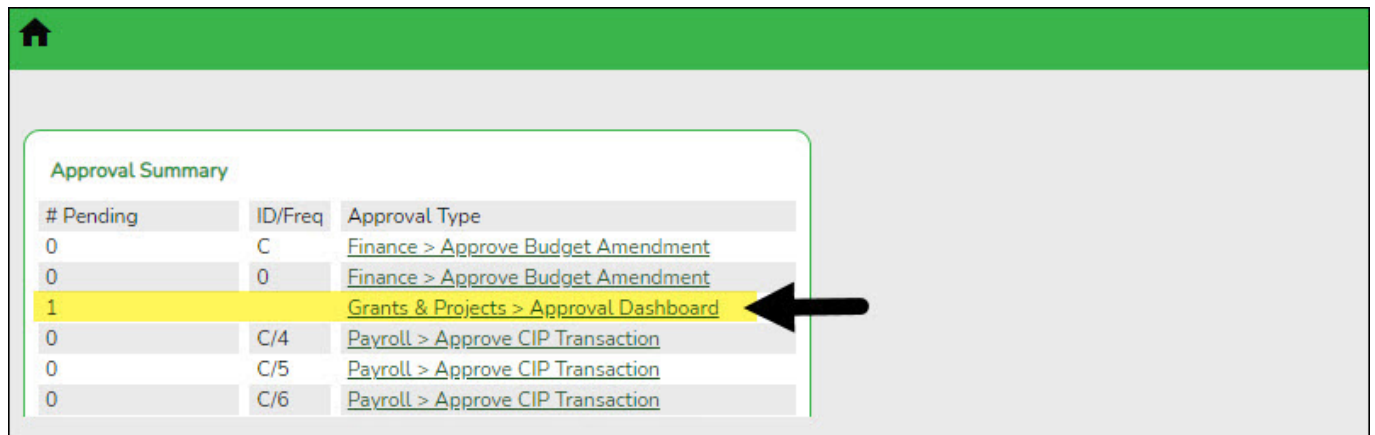 Approval Summary
# Pending ID/Freq Approval Type
0 C Finance > Approve Budget Amendment
0 0 Finance > Approve Budget Amendment
1 Grants & Projects > Approval Dashboard
0 C/4 Payroll > Approve CIP Transaction
0 C/5 Payroll > Approve CIP Transaction
0 C/6 Payroll > Approve CIP Transaction